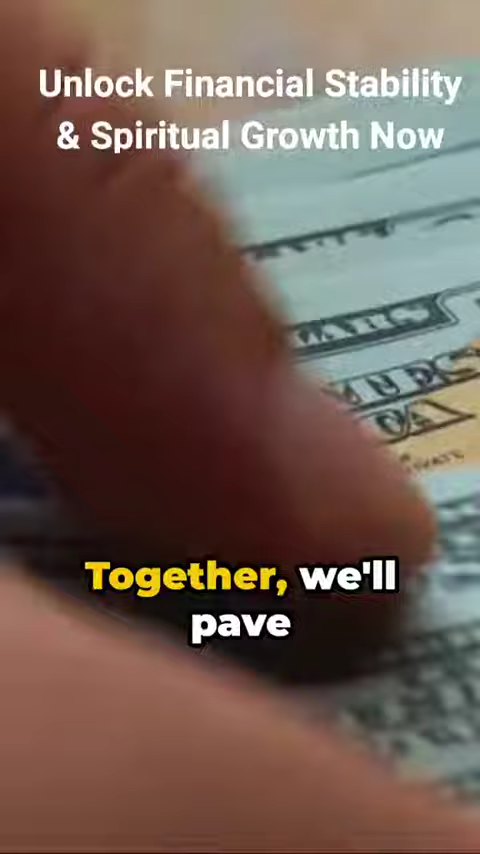 Unlock Financial Stability
& Spiritual Growth Now
Together, we'll
pave